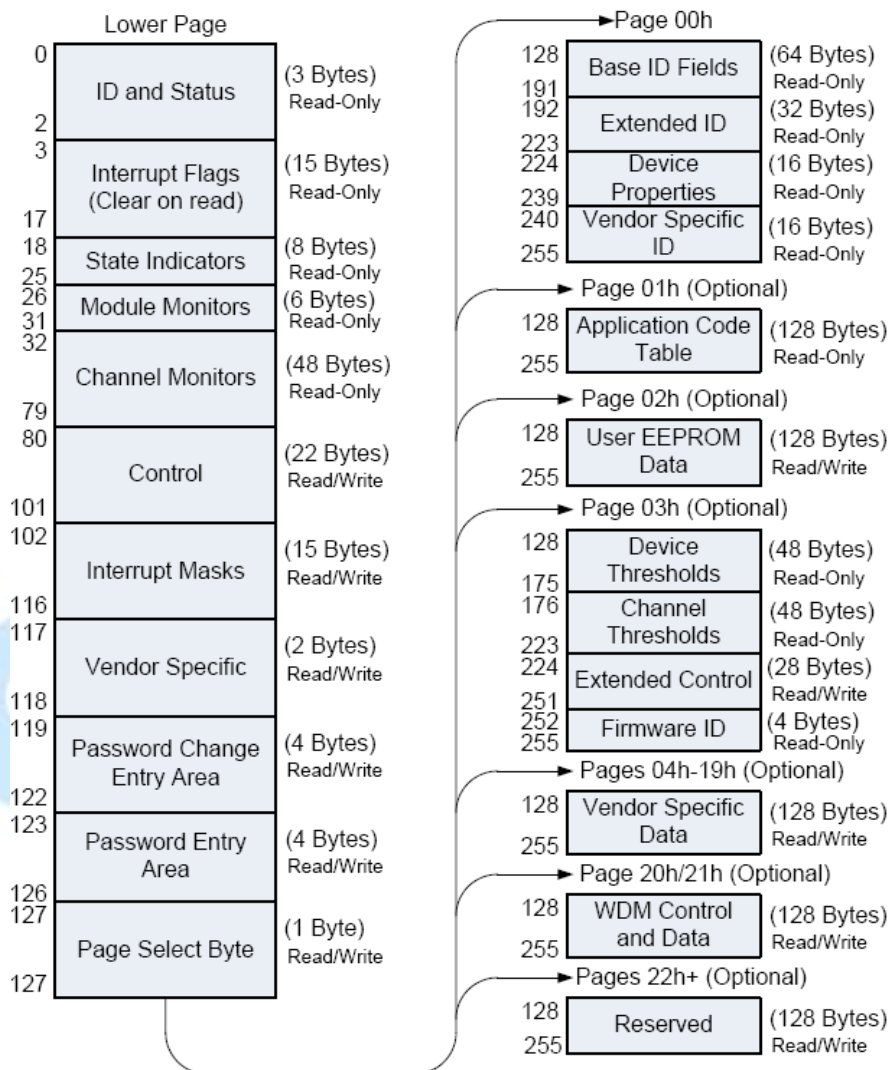 Lower Page
0
ID and Status
(3 Bytes)
Read-Only
2
3
Interrupt Flags
(Clear on read)
(15 Bytes)
Read-Only
17
18
State Indicators
(8 Bytes)
Read-Only
25
26
Module Monitors
(6 Bytes)
Read-Only
31
32
Channel Monitors
(48 Bytes)
Read-Only
79
80
Control
(22 Bytes)
Read/Write
101
102
Interrupt Masks
(15 Bytes)
Read/Write
116
117
Vendor Specific
(2 Bytes)
Read/Write
118
119
Password Change
Entry Area
(4 Bytes)
Read/Write
122
123
Password Entry
Area
(4 Bytes)
Read/Write
126
127
Page Select Byte
(1 Byte)
Read/Write
127
Page 00h
128
Base ID Fields
(64 Bytes)
Read-Only
191
192
Extended ID
(32 Bytes)
Read-Only
223
224
Device
Properties
(16 Bytes)
Read-Only
239
240
Vendor Specific
ID
(16 Bytes)
Read-Only
255
Page 01h (Optional)
128
Application Code
Table
(128 Bytes)
Read-Only
255
Page 02h (Optional)
128
User EEPROM
Data
(128 Bytes)
Read/Write
255
Page 03h (Optional)
128
Device
Thresholds
(48 Bytes)
Read-Only
175
176
Channel
Thresholds
(48 Bytes)
Read-Only
223
224
Extended Control
(28 Bytes)
Read/Write
251
252
Firmware ID
(4 Bytes)
Read-Only
255
Pages 04h-19h (Optional)
128
Vendor Specific
Data
(128 Bytes)
Read/Write
255
Page 20h/21h (Optional)
128
WDM Control
and Data
(128 Bytes)
Read/Write
255
Pages 22h+ (Optional)
128
Reserved
(128 Bytes)
Read/Write
255